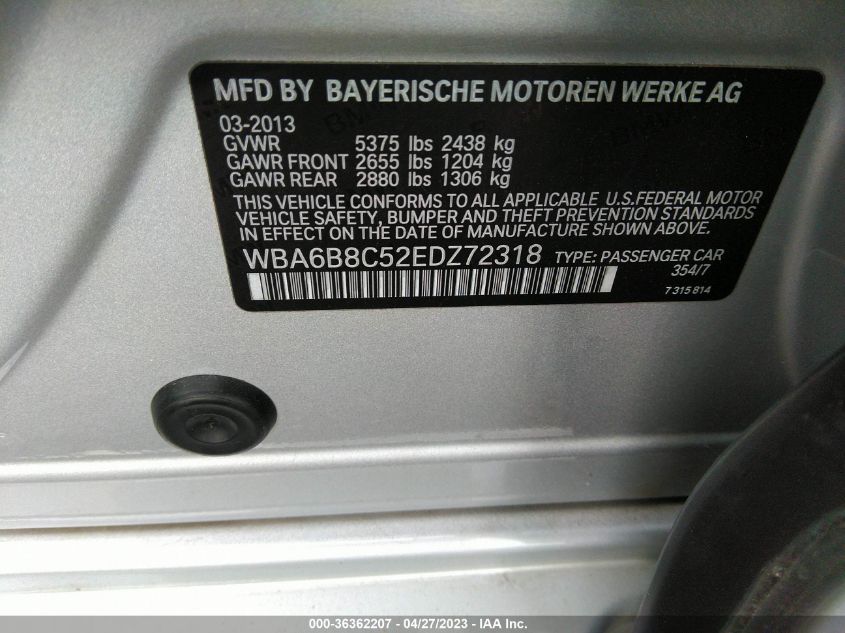 MFD BY BAYERISCHE MOTOREN WERKE AG
03-2013
GVWR 5375 lbs 2438 kg
GAWR FRONT 2655 lbs 1204 kg
GAWR REAR 2880 lbs 1306 kg
THIS VEHICLE CONFORMS TO ALL APPLICABLE U.S.FEDERAL MOTOR
VEHICLE SAFETY, BUMPER AND THEFT PREVENTION STANDARDS
IN EFFECT ON THE DATE OF MANUFACTURE SHOWN ABOVE.
WBA6B8C52EDZ72318 TYPE: PASSENGER CAR
354/7
7 315 814
000-36362207 - 04/27/2023 - IAA Inc.